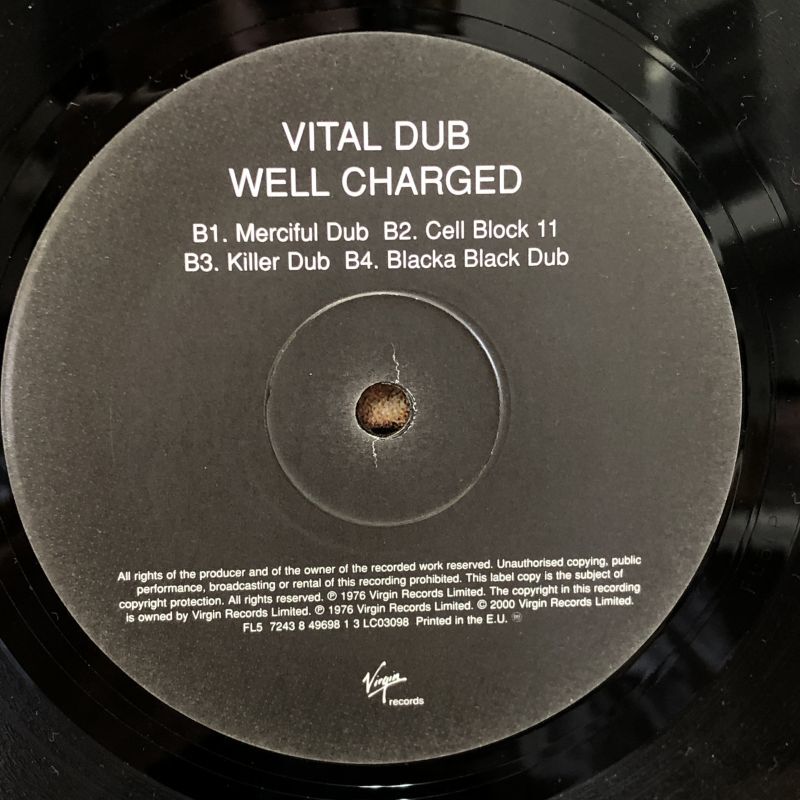 VITAL DUB
WELL CHARGED
B1. Merciful Dub B2. Cell Block 11
B3. Killer Dub B4. Blacka Black Dub
All rights of the producer and of the owner of the recorded work reserved. Unauthorised copying, public
performance, broadcasting or rental of this recording prohibited. This label copy is the subject of
copyright protection. All rights reserved. ℗ 1976 Virgin Records Limited. The copyright in this recording
is owned by Virgin Records Limited. ℗ 1976 Virgin Records Limited. © 2000 Virgin Records Limited.
FL5 7243 8 49698 1 3 LC03098 Printed in the E.U.
Virgin
records